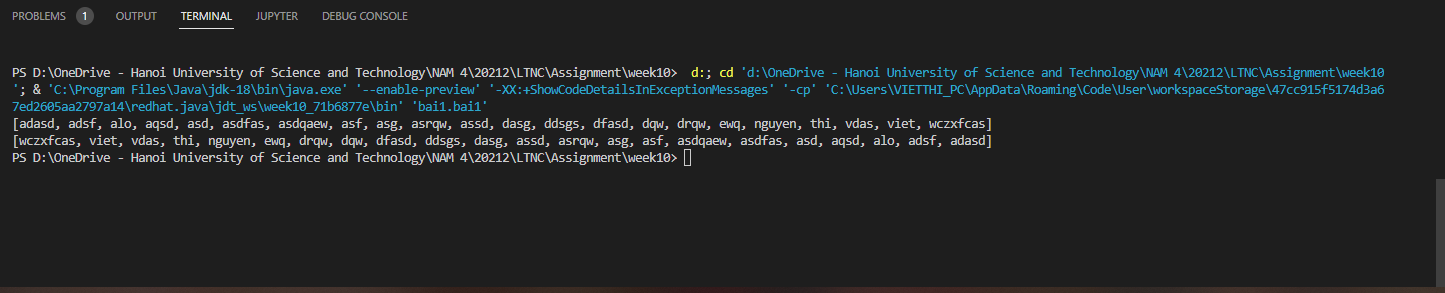 PROBLEMS 1 OUTPUT TERMINAL JUPYTER DEBUG CONSOLE
PS D:\OneDrive - Hanoi University of Science and Technology\NAM 4\20212\LTNC\Assignment\week10>  d:; cd 'd:\OneDrive - Hanoi University of Science and Technology\NAM 4\20212\LTNC\Assignment\week10
'; & 'C:\Program Files\Java\jdk-18\bin\java.exe' '--enable-preview' '-XX:+ShowCodeDetailsInExceptionMessages' '-cp' 'C:\Users\VIETTHI_PC\AppData\Roaming\Code\User\workspaceStorage\47cc915f5174d3a6
7ed2605aa2797a14\redhat.java\jdt_ws\week10_71b6877e\bin' 'bai1.bai1'
[adasd, adsf, alo, aqsd, asd, asdfas, asdqaew, asf, asg, asrqw, assd, dasg, ddsgs, dfasd, dqw, drqw, ewq, nguyen, thi, vdas, viet, wczxfcas]
[wczxfcas, viet, vdas, thi, nguyen, ewq, drqw, dqw, dfasd, ddsgs, dasg, assd, asrqw, asg, asf, asdqaew, asdfas, asd, aqsd, alo, adsf, adasd]
PS D:\OneDrive - Hanoi University of Science and Technology\NAM 4\20212\LTNC\Assignment\week10>